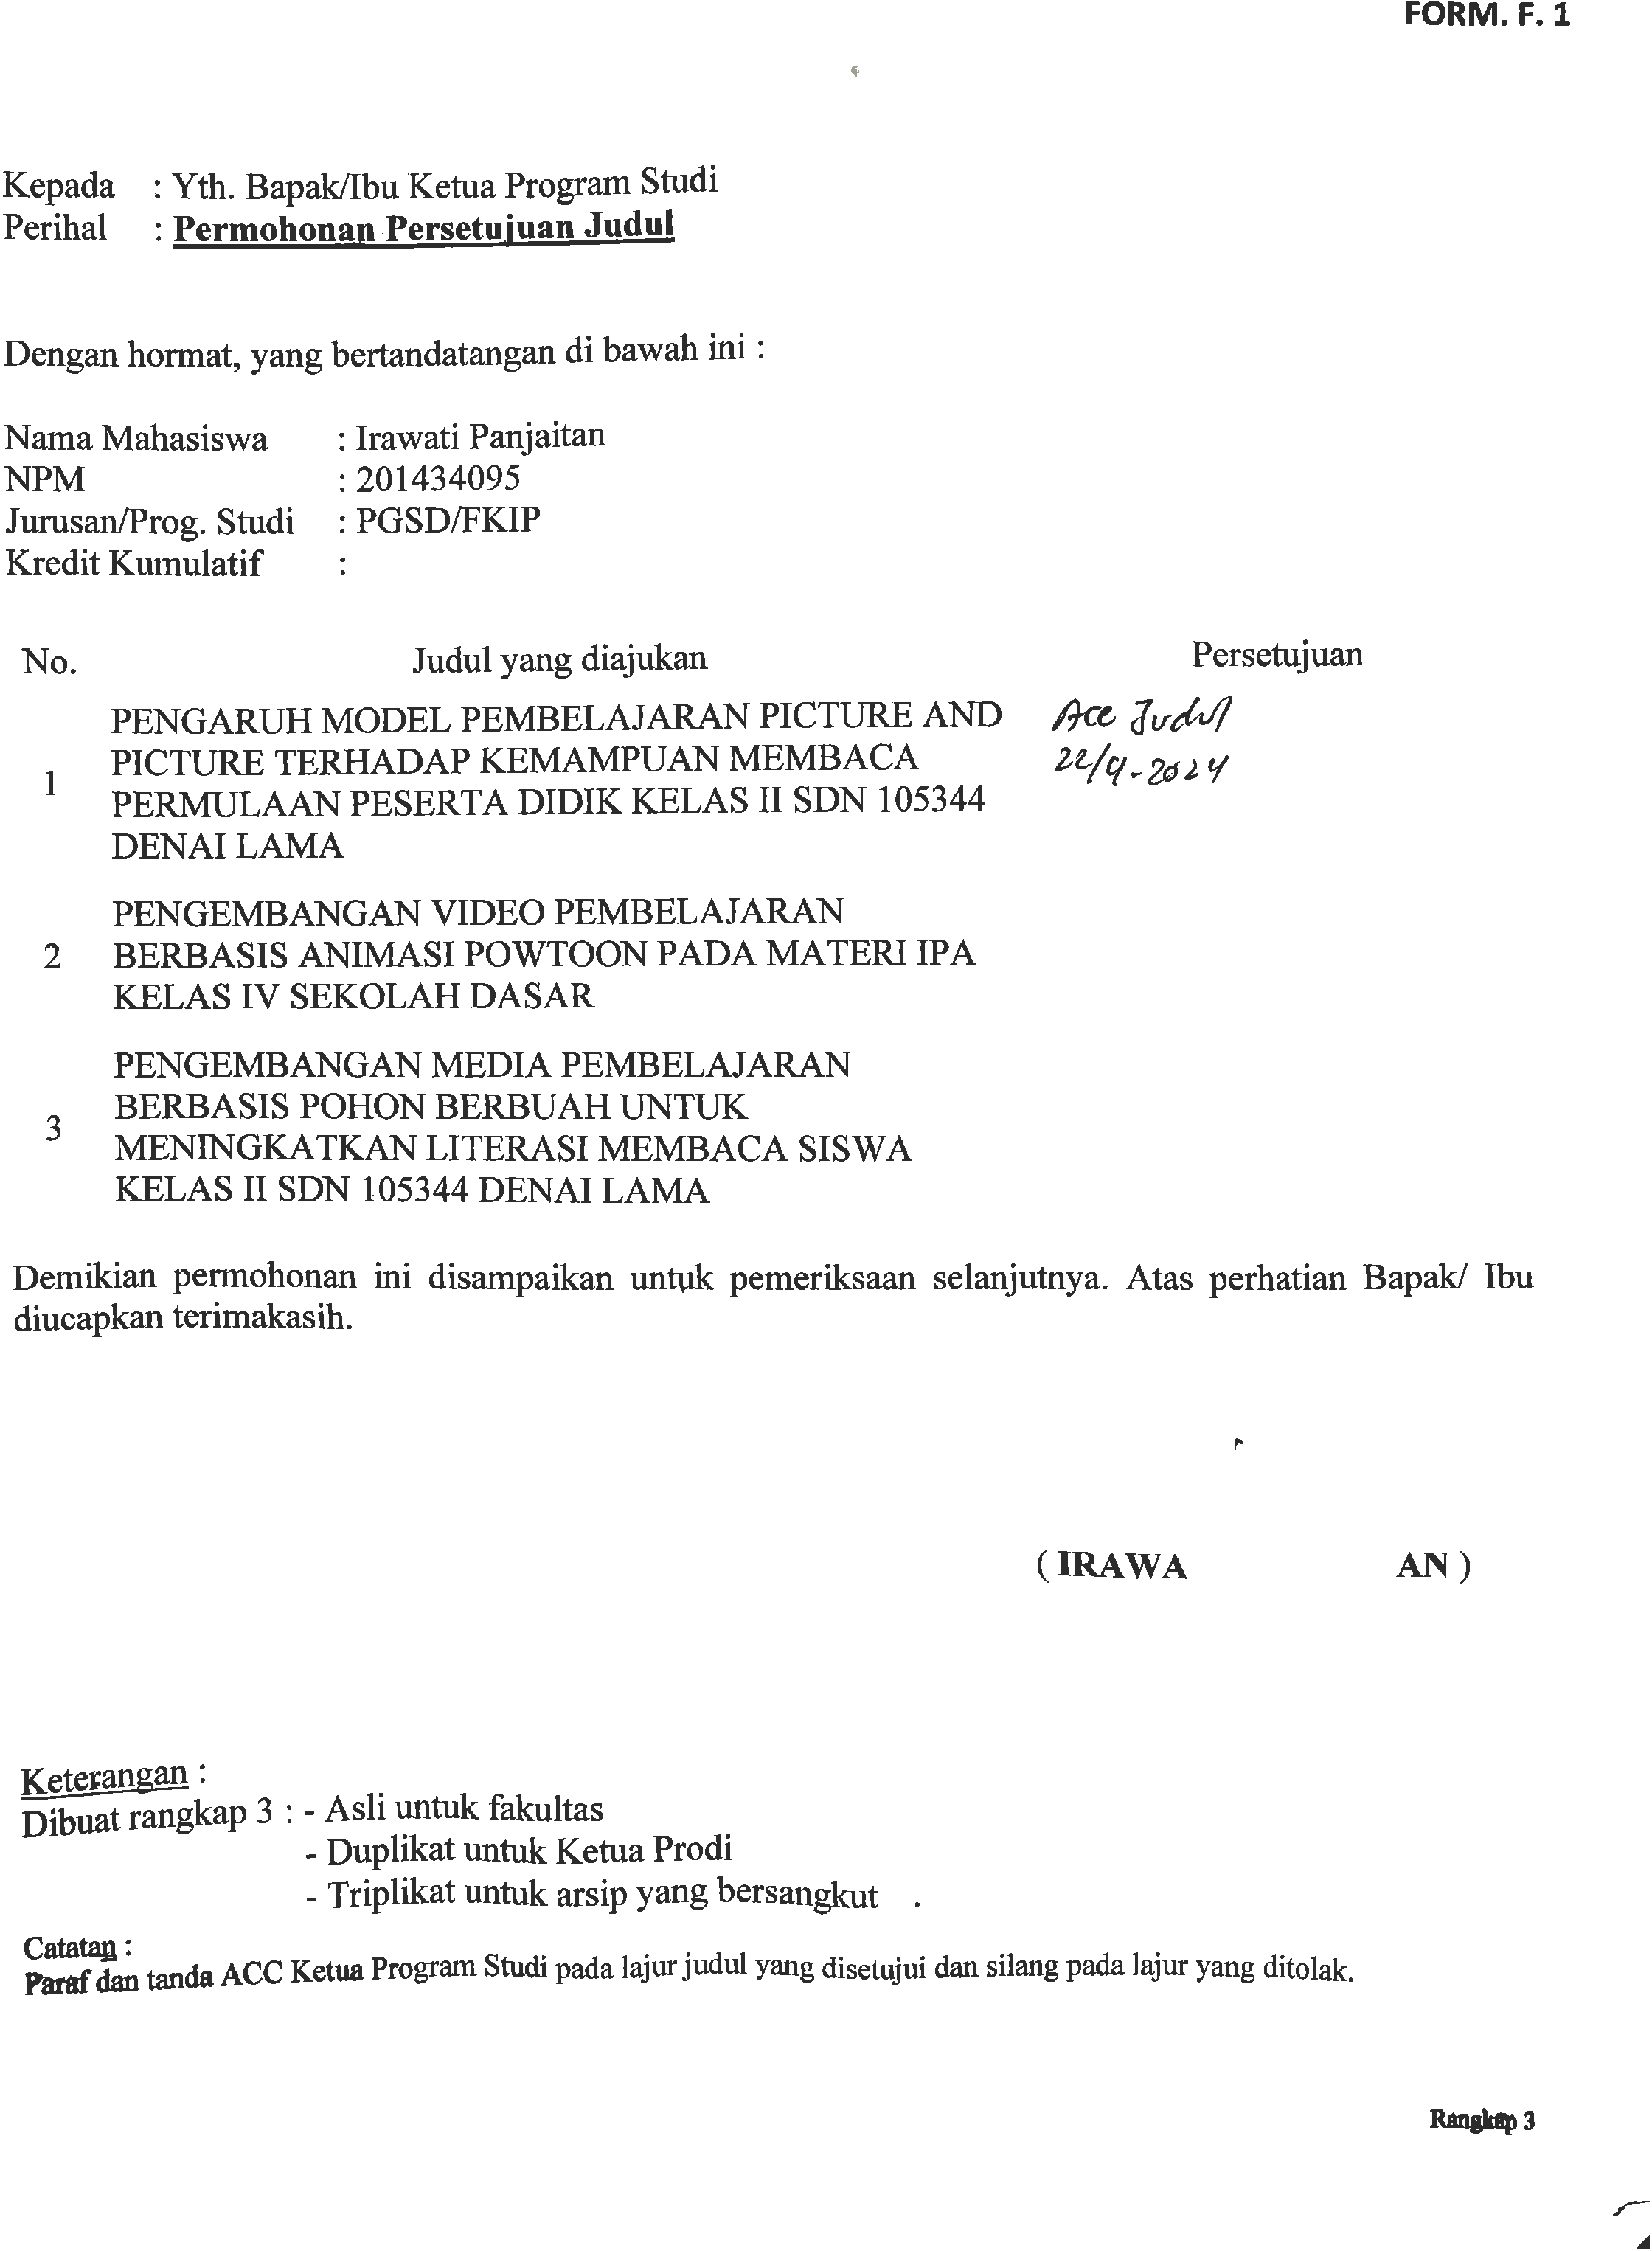 FORM. F. 1
Kepada : Yth. Bapak/Ibu Ketua Program Studi
Perihal : Permohonan Persetujuan Judul
Dengan hormat, yang bertandatangan di bawah ini :
Nama Mahasiswa : Irawati Panjaitan
NPM : 201434095
Jurusan/Prog. Studi : PGSD/FKIP
Kredit Kumulatif :
No. Judul yang diajukan Persetujuan
PENGARUH MODEL PEMBELAJARAN PICTURE AND
PICTURE TERHADAP KEMAMPUAN MEMBACA
1
PERMULAAN PESERTA DIDIK KELAS II SDN 105344
DENAI LAMA
Acc Judul
22/4-2024
PENGEMBANGAN VIDEO PEMBELAJARAN
2 BERBASIS ANIMASI POWTOON PADA MATERI IPA
KELAS IV SEKOLAH DASAR
PENGEMBANGAN MEDIA PEMBELAJARAN
BERBASIS POHON BERBUAH UNTUK
3
MENINGKATKAN LITERASI MEMBACA SISWA
KELAS II SDN 105344 DENAI LAMA
Demikian permohonan ini disampaikan untuk pemeriksaan selanjutnya. Atas perhatian Bapak/ Ibu
diucapkan terimakasih.
( IRAWA AN )
Keterangan :
Dibuat rangkap 3 : - Asli untuk fakultas
- Duplikat untuk Ketua Prodi
- Triplikat untuk arsip yang bersangkut .
Catatan :
Paraf dan tanda ACC Ketua Program Studi pada lajur judul yang disetujui dan silang pada lajur yang ditolak.
Rangkap 3